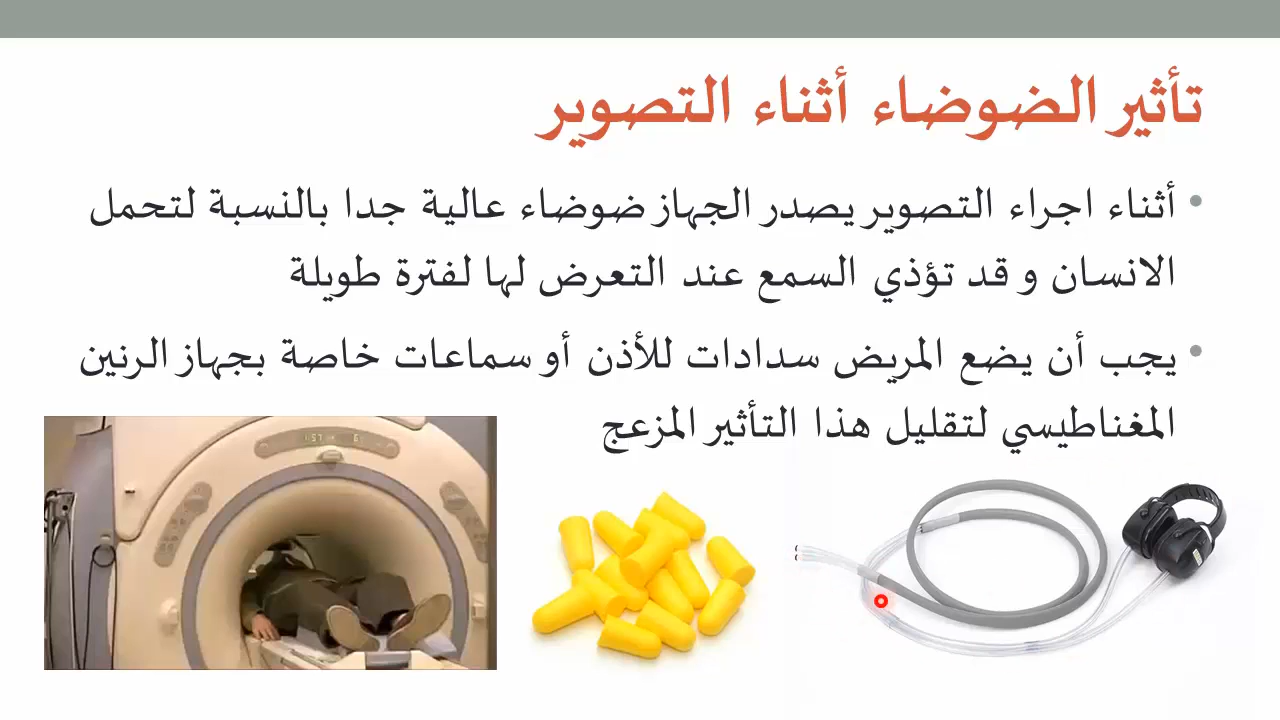 تأثير الضوضاء أثناء التصوير
• أثناء اجراء التصوير يصدر الجهاز ضوضاء عالية جدا بالنسبة لتحمل
الانسان و قد تؤذي السمع عند التعرض لها لفترة طويلة
• يجب أن يضع المريض سدادات للأذن أو سماعات خاصة بجهاز الرنين
المغناطيسي لتقليل هذا التأثير المزعج